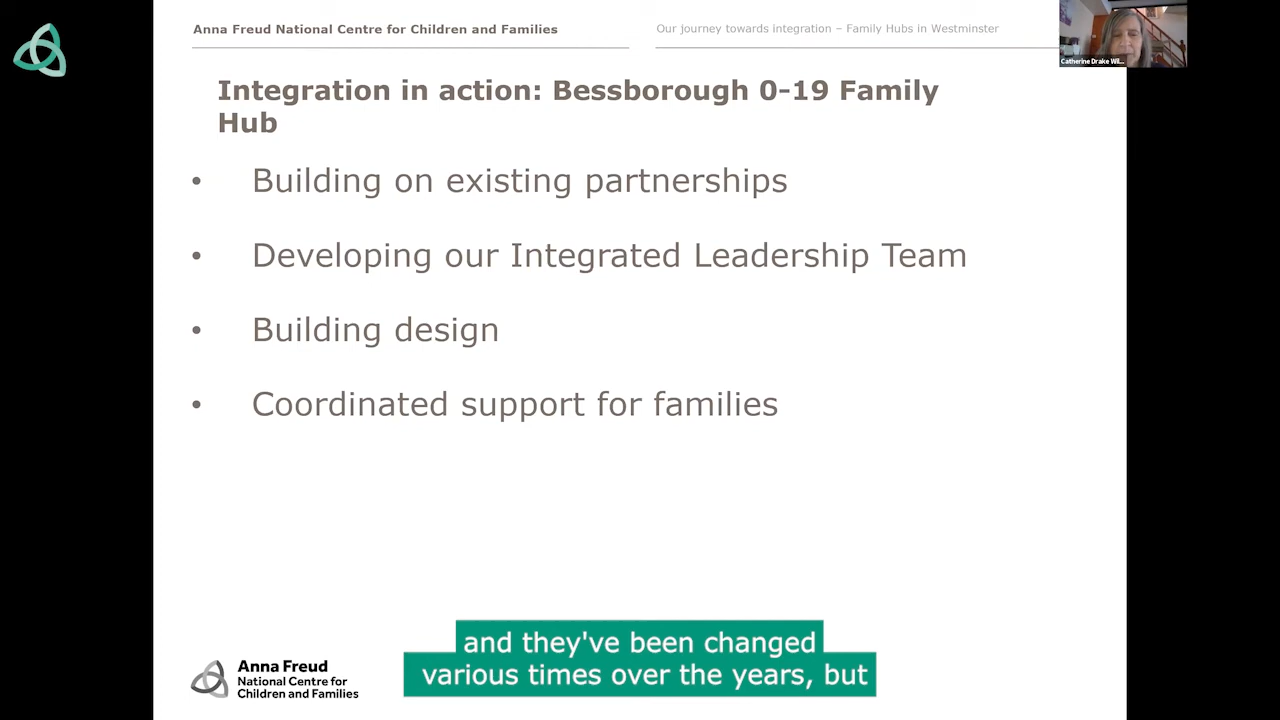 Anna Freud National Centre for Children and Families
Our journey towards integration – Family Hubs in Westminster
Catherine Drake Wil...
Integration in action: Bessborough 0-19 Family
Hub
• Building on existing partnerships
• Developing our Integrated Leadership Team
• Building design
• Coordinated support for families
and they've been changed
various times over the years, but
Anna Freud
National Centre for
Children and Families